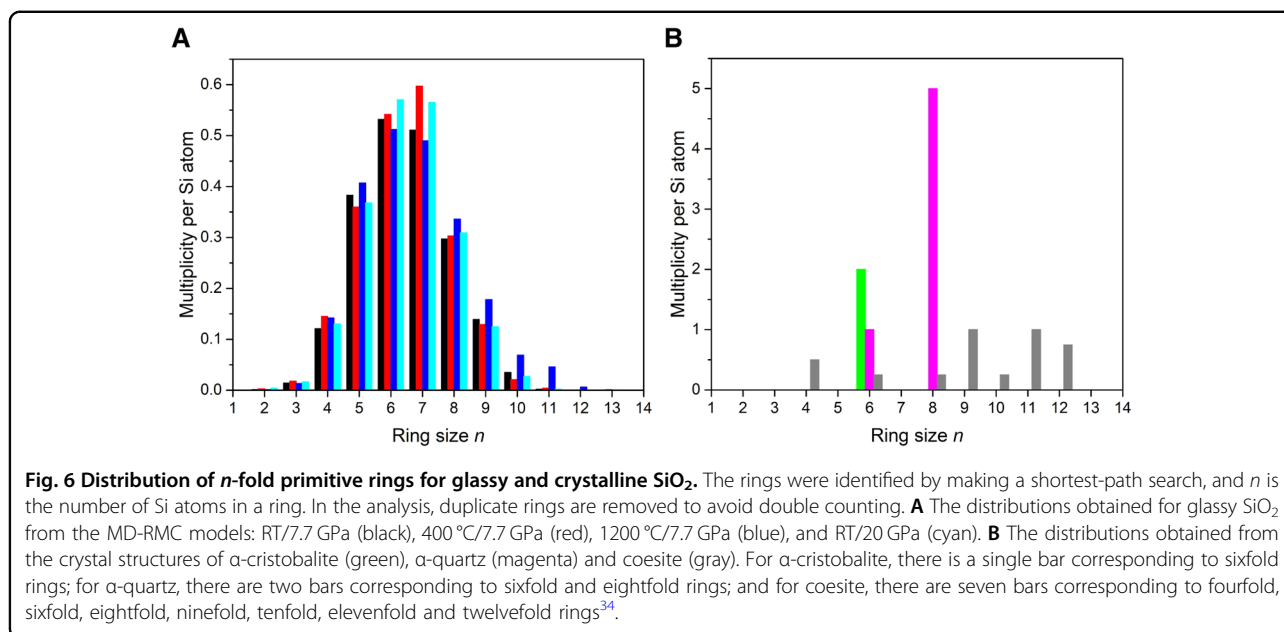 A
B
0.6
0.5
0.4
0.3
0.2
0.1
0.0
Multiplicity per Si atom
1 2 3 4 5 6 7 8 9 10 11 12 13 14
Ring size n
5
4
3
2
1
0
Multiplicity per Si atom
1 2 3 4 5 6 7 8 9 10 11 12 13 14
Ring size n
Fig. 6 Distribution of n-fold primitive rings for glassy and crystalline SiO₂. The rings were identified by making a shortest-path search, and n is
the number of Si atoms in a ring. In the analysis, duplicate rings are removed to avoid double counting. A The distributions obtained for glassy SiO₂
from the MD-RMC models: RT/7.7 GPa (black), 400 °C/7.7 GPa (red), 1200 °C/7.7 GPa (blue), and RT/20 GPa (cyan). B The distributions obtained from
the crystal structures of α-cristobalite (green), α-quartz (magenta) and coesite (gray). For α-cristobalite, there is a single bar corresponding to sixfold
rings; for α-quartz, there are two bars corresponding to sixfold and eightfold rings; and for coesite, there are seven bars corresponding to fourfold,
sixfold, eightfold, ninefold, tenfold, elevenfold and twelvefold rings³⁴.